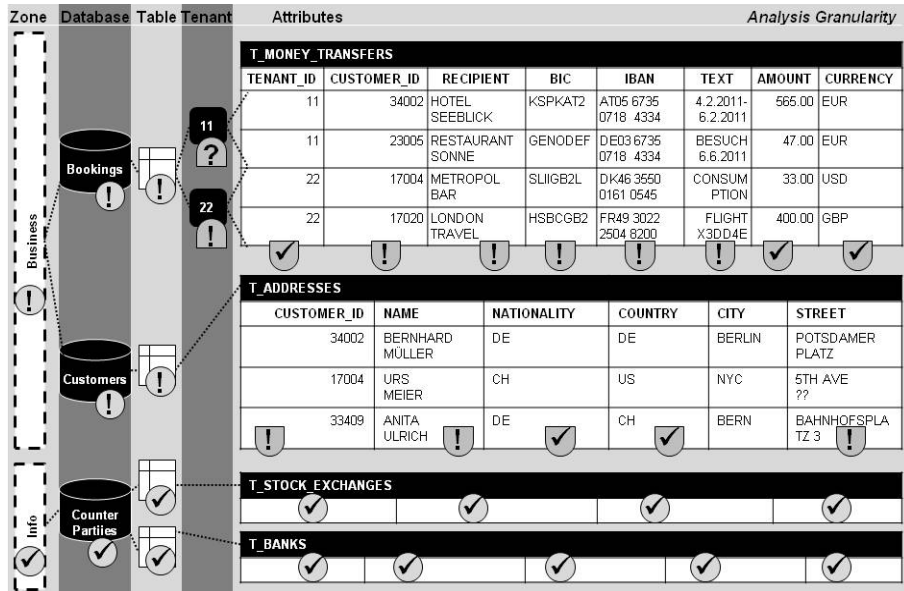 Zone Database Table Tenant Attributes Analysis Granularity
Business
Bookings
Customers
Info
Counter
Partiies
11
?
22
T_MONEY_TRANSFERS
TENANT_ID CUSTOMER_ID RECIPIENT BIC IBAN TEXT AMOUNT CURRENCY
11 34002 HOTEL KSPKAT2 AT05 6735 4.2.2011- 565.00 EUR
SEEBLICK 0718 4334 6.2.2011
11 23005 RESTAURANT GENODEF DE03 6735 BESUCH 47.00 EUR
SONNE 0718 4334 6.6.2011
22 17004 METROPOL SLIIGB2L DK46 3550 CONSUM 33.00 USD
BAR 0161 0545 PTION
22 17020 LONDON HSBCGB2 FR49 3022 FLIGHT 400.00 GBP
TRAVEL 2504 8200 X3DD4E
T_ADDRESSES
CUSTOMER_ID NAME NATIONALITY COUNTRY CITY STREET
34002 BERNHARD DE DE BERLIN POTSDAMER
MÜLLER PLATZ
17004 URS CH US NYC 5TH AVE
MEIER ??
33409 ANITA DE CH BERN BAHNHOFSPLA
ULRICH TZ 3
T_STOCK_EXCHANGES
T_BANKS